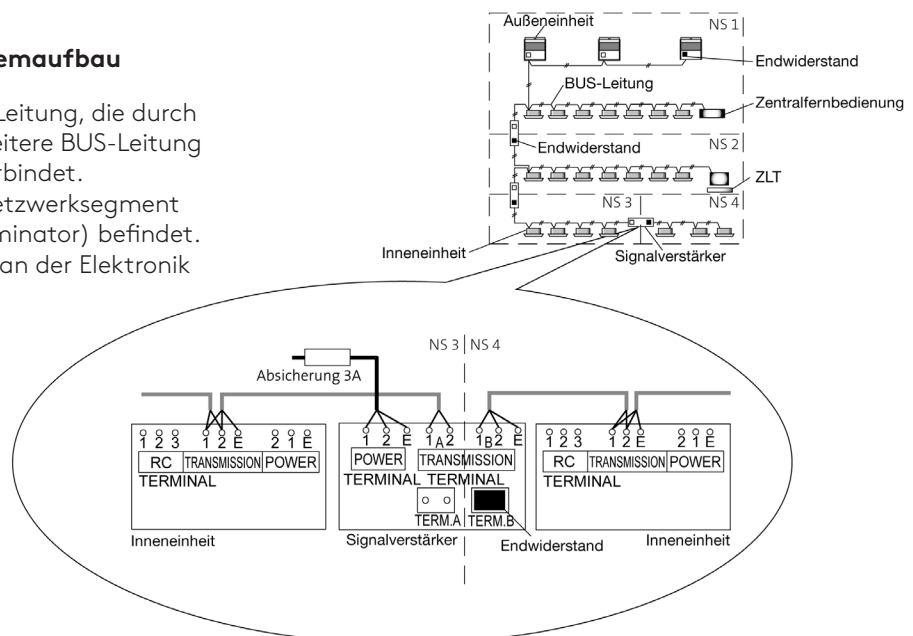 emaufbau
Leitung, die durch
eitere BUS-Leitung
rbindet.
etzwerksegment
minator) befindet.
an der Elektronik
Außeneinheit
NS 1
Endwiderstand
BUS-Leitung
Zentralfernbedienung
Endwiderstand
NS 2
ZLT
NS 3
NS 4
Inneneinheit
Signalverstärker
NS 3 NS 4
Absicherung 3A
1 2 3 1 2 E 2 1 E
RC TRANSMISSION POWER
TERMINAL
Inneneinheit
1 2 E 1 A 2 1 B 2 E
POWER TRANSMISSION
TERMINAL TERMINAL
TERM.A TERM.B
Signalverstärker
Endwiderstand
1 2 3 1 2 E 2 1 E
RC TRANSMISSION POWER
TERMINAL
Inneneinheit